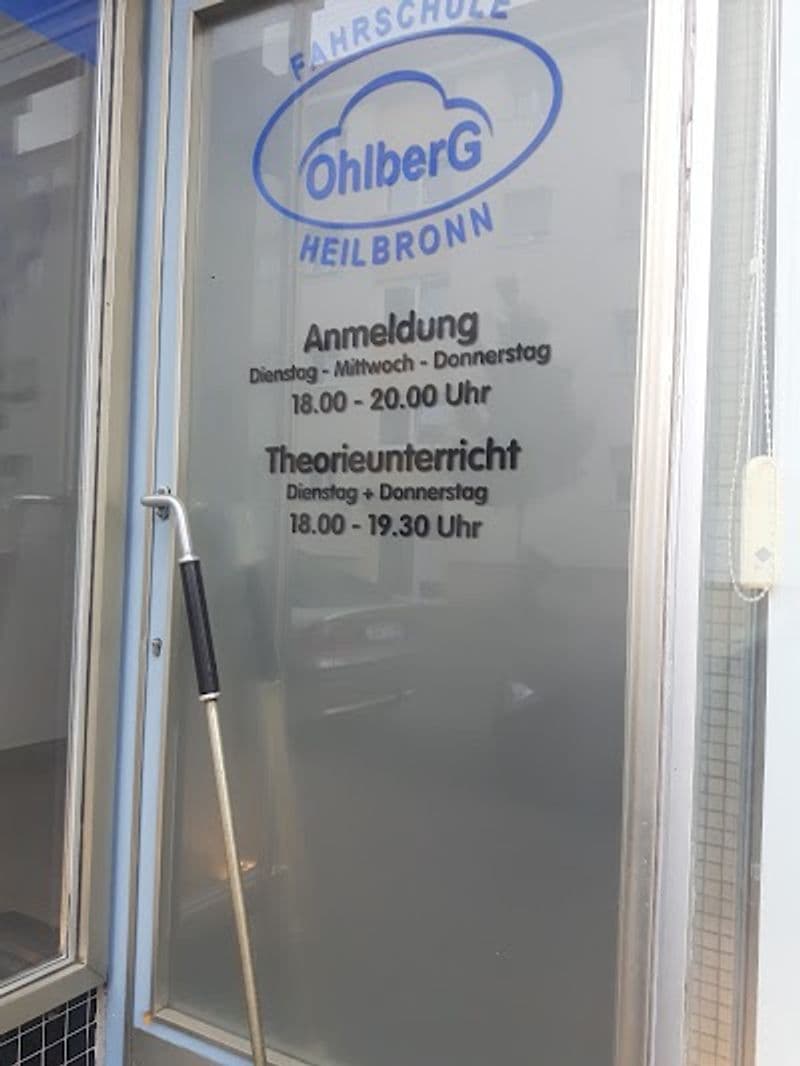 FAHRSCHULE
OhlberG
HEILBRONN
Anmeldung
Dienstag - Mittwoch - Donnerstag
18.00 - 20.00 Uhr
Theorieunterricht
Dienstag + Donnerstag
18.00 - 19.30 Uhr